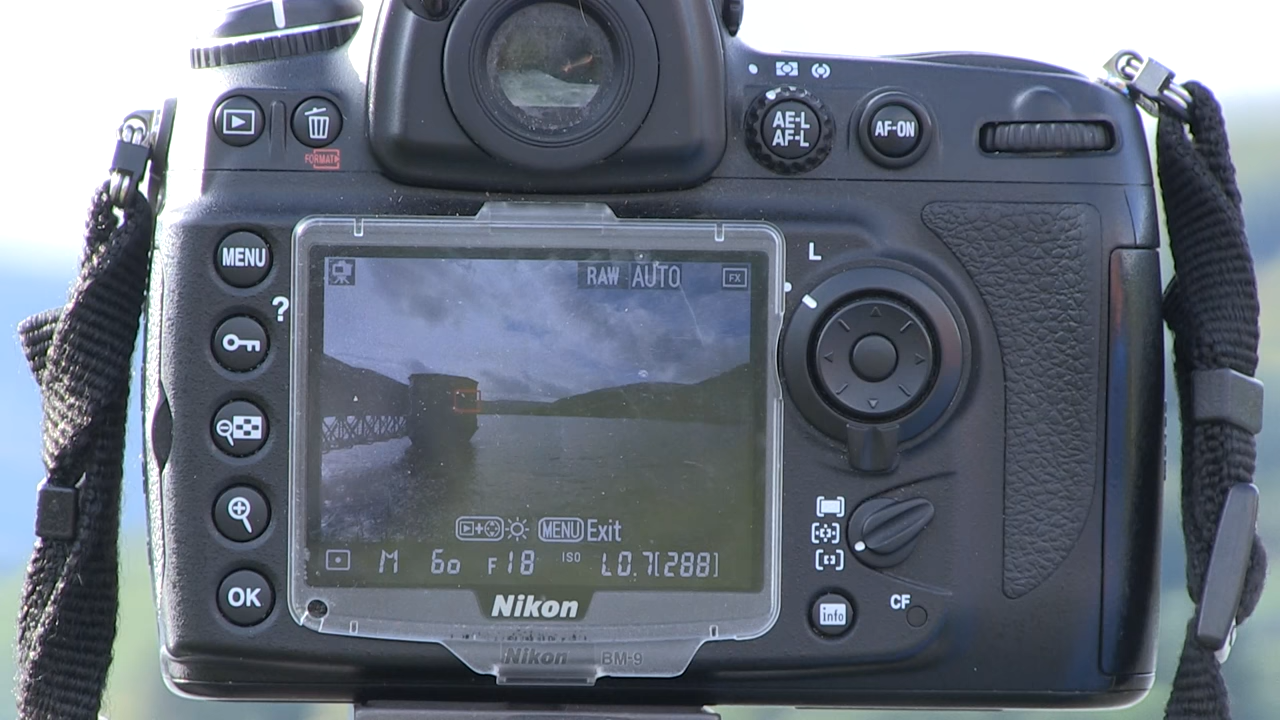 AE-L
AF-L
AF-ON
FORMAT
MENU
?
L
RAW AUTO
FX
MENU Exit
M 60 F18 ISO L0.7[288]
OK
Nikon
info
CF
Nikon BM-9